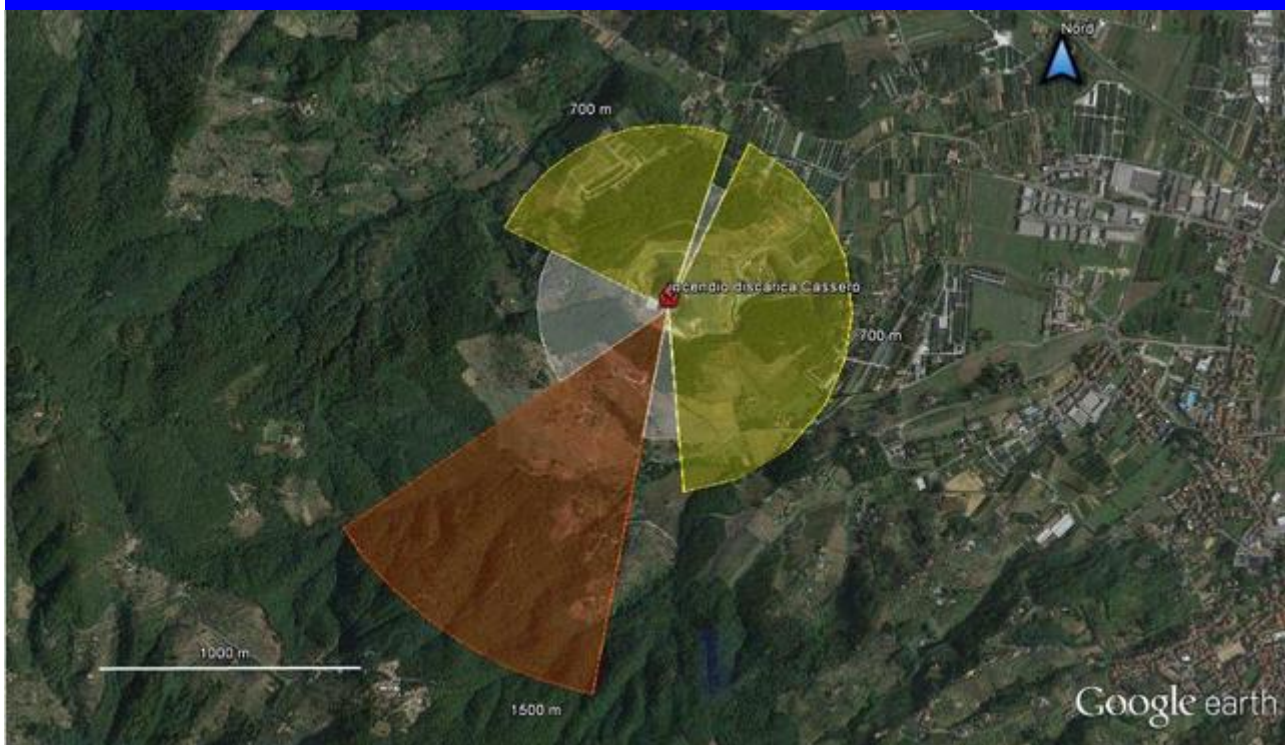 Nord
700 m
incendio discarica Cassero
700 m
1000 m
1500 m
Google earth